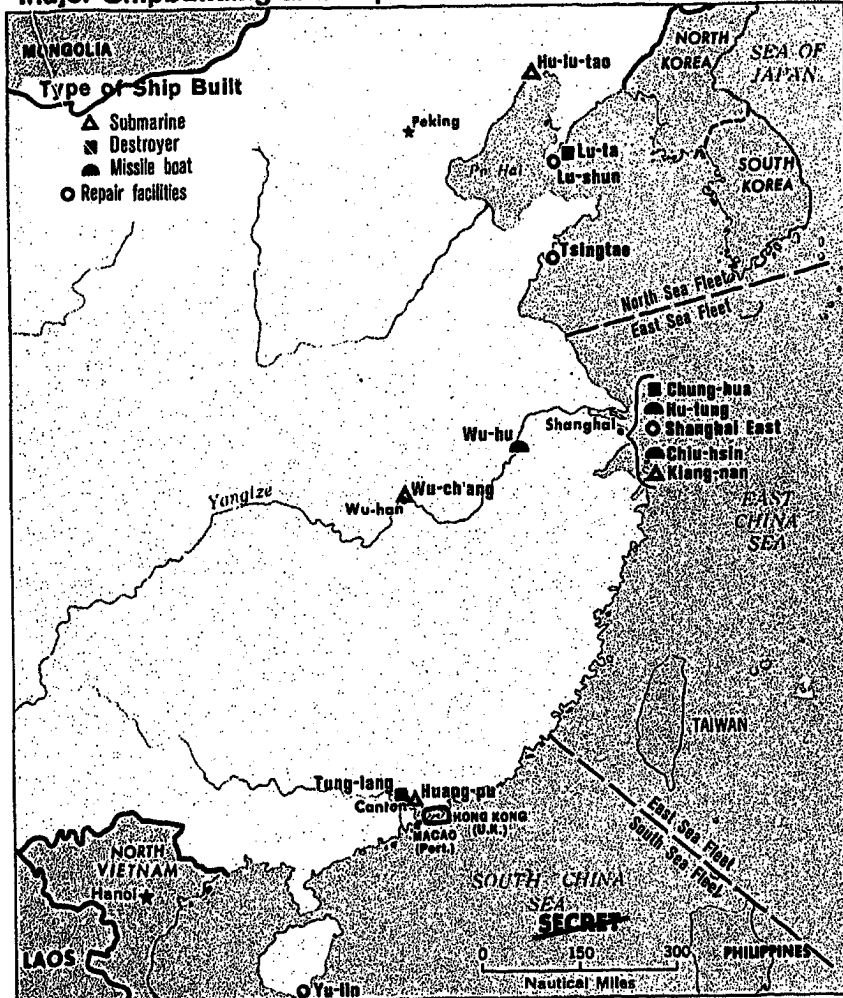 MONGOLIA
Type of Ship Built
Submarine
Destroyer
Missile boat
Repair facilities
Hu-lu-tao
NORTH
KOREA
SEA OF
JAPAN
Peking
Po Hai
Lu-ta
Lu-shun
SOUTH
KOREA
Tsingtao
North Sea Fleet
East Sea Fleet
Chung-hua
Hu-tung
Shanghai
Shanghai East
Chiu-hsin
Kiang-nan
Wu-hu
Wu-ch'ang
Wu-han
Yangtze
EAST
CHINA
SEA
TAIWAN
Tung-lang
Huang-pu
Canton
HONG KONG
(U.K.)
MACAO
(Port.)
East Sea Fleet
South Sea Fleet
NORTH
VIETNAM
Hanoi
SOUTH CHINA
SEA
SECRET
LAOS
0 150 300
Nautical Miles
PHILIPPINES
Yu-lin